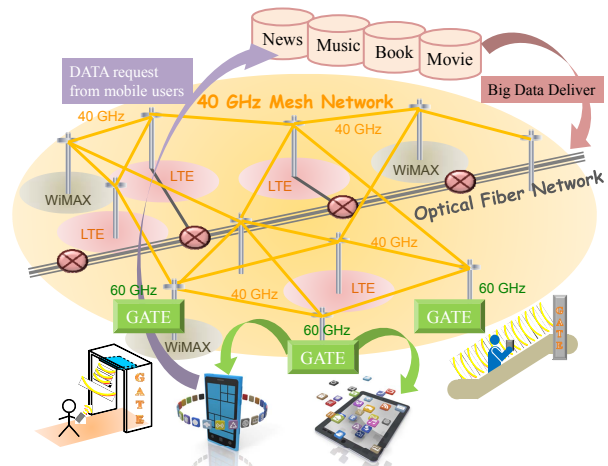 News
Music
Book
Movie
DATA request
from mobile users
Big Data Deliver
40 GHz Mesh Network
40 GHz
40 GHz
LTE
LTE
WiMAX
WiMAX
Optical Fiber Network
LTE
40 GHz
60 GHz
40 GHz
LTE
60 GHz
GATE
GATE
60 GHz
GATE
WiMAX
GATE
GATE